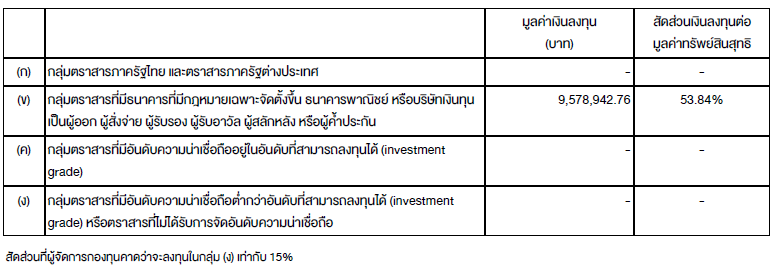 มูลค่าเงินลงทุน สัดส่วนเงินลงทุนต่อ
(บาท) มูลค่าทรัพย์สินสุทธิ
(ก) กลุ่มตราสารภาครัฐไทย และตราสารภาครัฐต่างประเทศ - -
(ข) กลุ่มตราสารที่มีธนาคารที่มีกฎหมายเฉพาะจัดตั้งขึ้น ธนาคารพาณิชย์ หรือบริษัทเงินทุน 9,578,942.76 53.84%
เป็นผู้ออก ผู้สั่งจ่าย ผู้รับรอง ผู้รับอาวัล ผู้สลักหลัง หรือผู้ค้ำประกัน
(ค) กลุ่มตราสารที่มีอันดับความน่าเชื่อถืออยู่ในอันดับที่สามารถลงทุนได้ (investment - -
grade)
(ง) กลุ่มตราสารที่มีอันดับความน่าเชื่อถือต่ำกว่าอันดับที่สามารถลงทุนได้ (investment - -
grade) หรือตราสารที่ไม่ได้รับการจัดอันดับความน่าเชื่อถือ
สัดส่วนที่ผู้จัดการกองทุนคาดว่าจะลงทุนในกลุ่ม (ง) เท่ากับ 15%